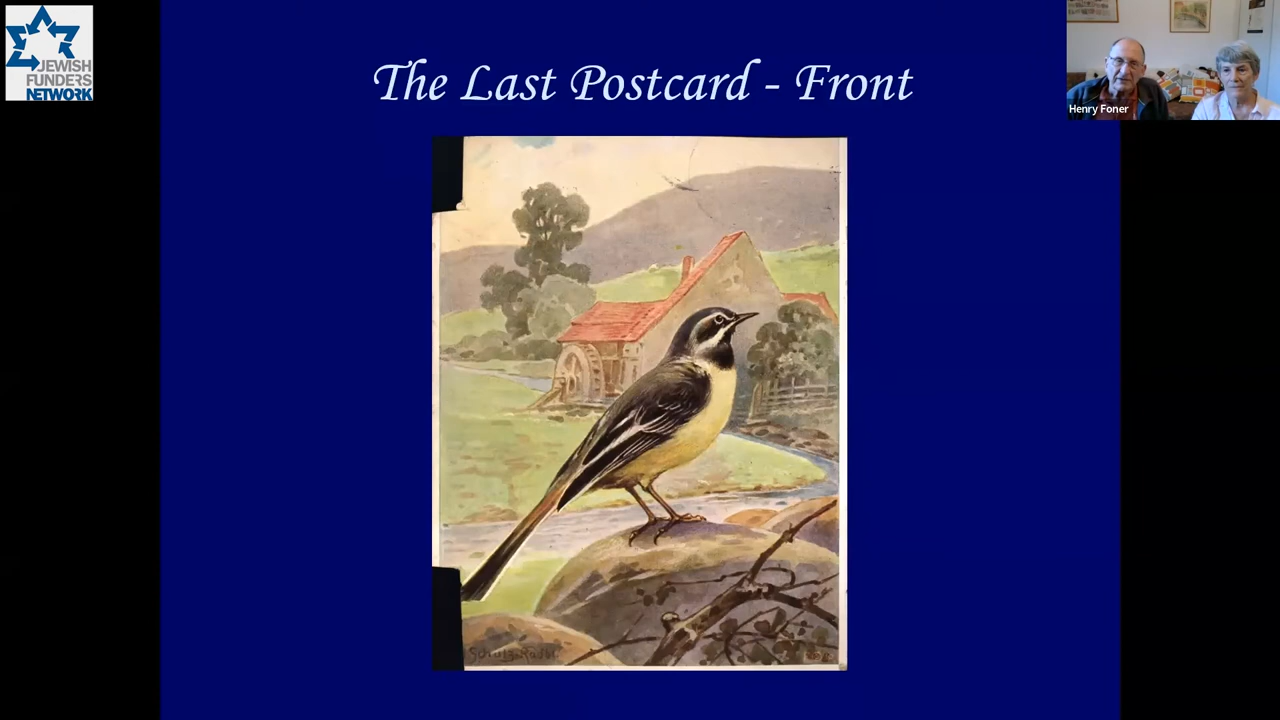 JEWISH
FUNDERS
NETWORK
The Last Postcard - Front
Henry Foner